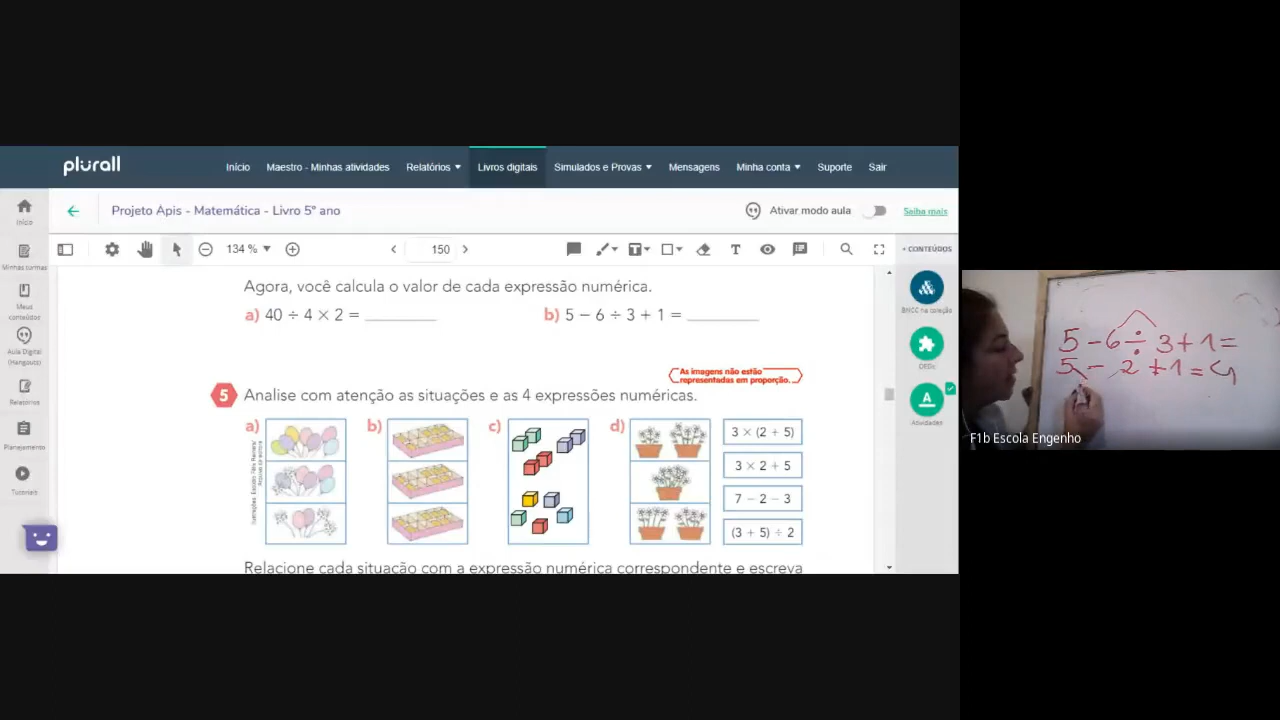 plurall
Início
Maestro - Minhas atividades
Relatórios
Livros digitais
Simulados e Provas
Mensagens
Minha conta
Suporte
Sair
Projeto Ápis - Matemática - Livro 5º ano
Ativar modo aula
Saiba mais
134 %
150
T
+ CONTEÚDOS
Início
Minhas turmas
Meus conteúdos
Aula Digital (Hangouts)
Relatórios
Planejamento
Tutoriais
BNCC na coleção
OEDs
Atividades
Agora, você calcula o valor de cada expressão numérica.
a) 40 ÷ 4 × 2 = ________
b) 5 − 6 ÷ 3 + 1 = ________
As imagens não estão
representadas em proporção.
5 Analise com atenção as situações e as 4 expressões numéricas.
a)
b)
c)
d)
3 × (2 + 5)
3 × 2 + 5
7 − 2 − 3
(3 + 5) ÷ 2
Relacione cada situação com a expressão numérica correspondente e escreva
5 - 6 ÷ 3 + 1 =
5 - 2 + 1 = 4
F1b Escola Engenho